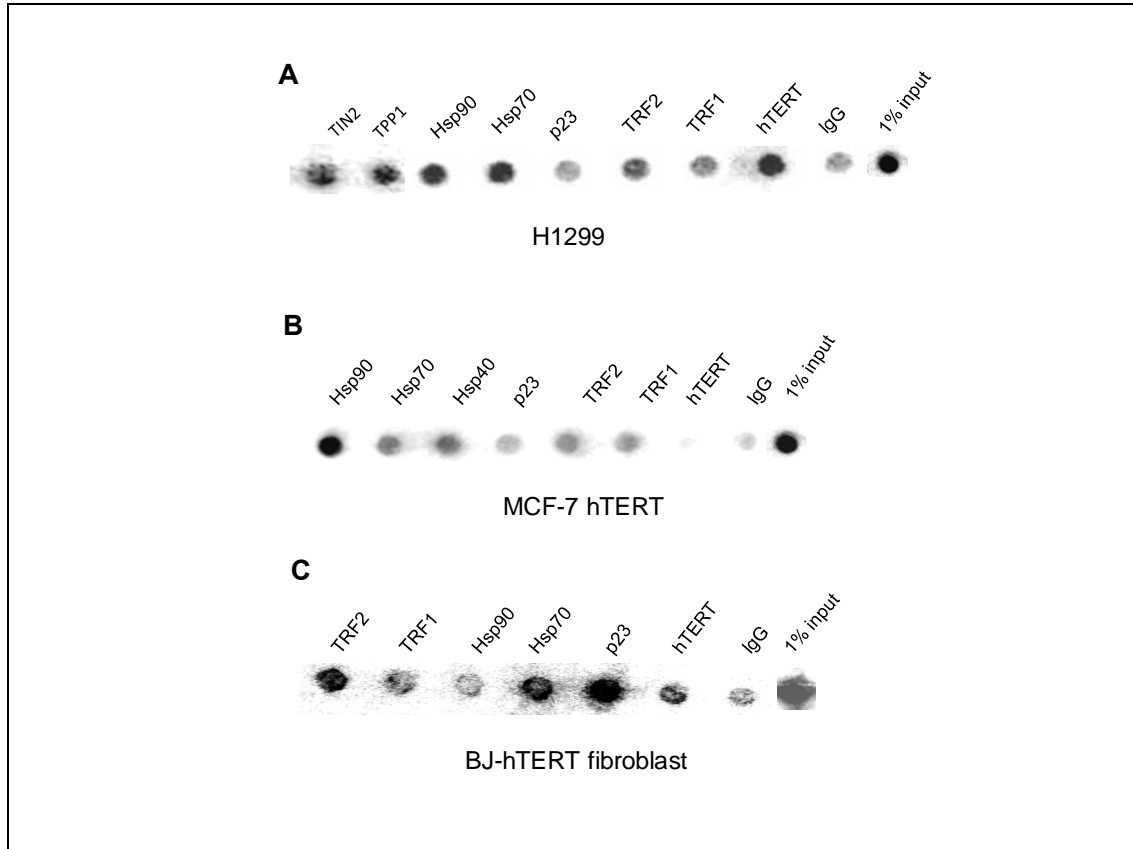 A
TIN2 TPP1 Hsp90 Hsp70 p23 TRF2 TRF1 hTERT IgG 1% input
H1299
B
Hsp90 Hsp70 Hsp40 p23 TRF2 TRF1 hTERT IgG 1% input
MCF-7 hTERT
C
TRF2 TRF1 Hsp90 Hsp70 p23 hTERT IgG 1% input
BJ-hTERT fibroblast